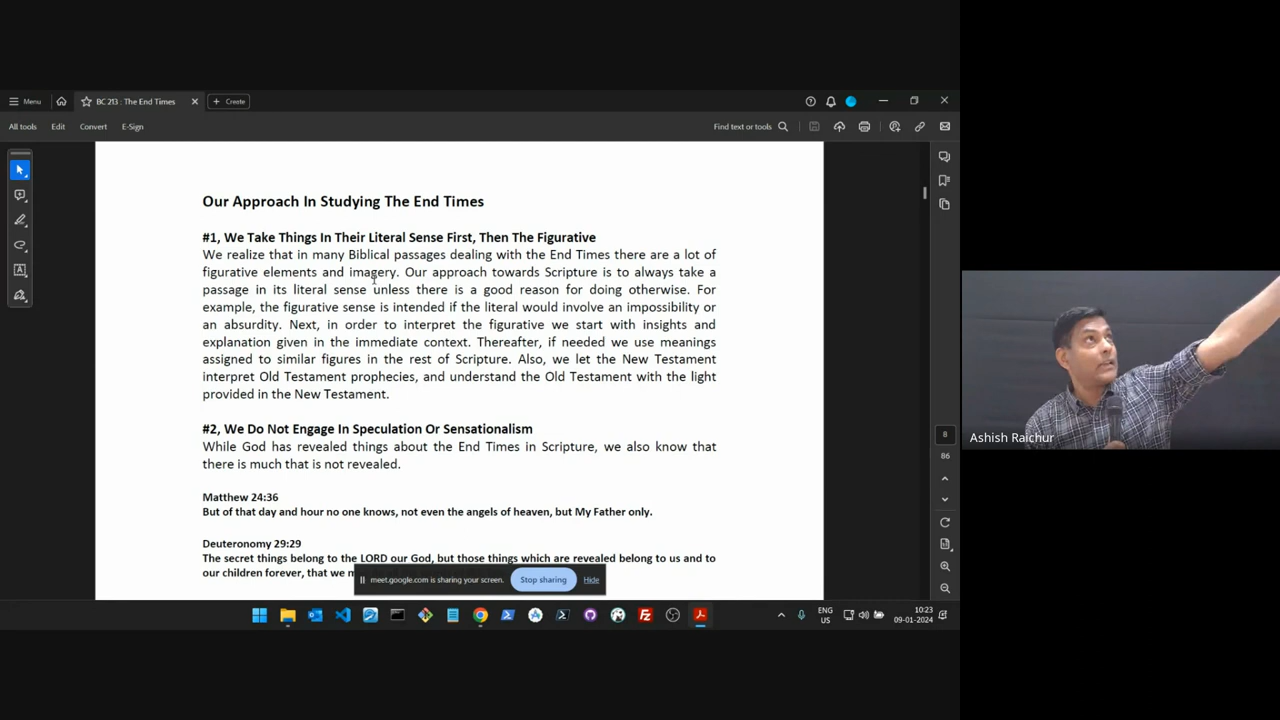 Menu
BC 213 : The End Times
Create
All tools
Edit
Convert
E-Sign
Find text or tools
Our Approach In Studying The End Times
#1, We Take Things In Their Literal Sense First, Then The Figurative
We realize that in many Biblical passages dealing with the End Times there are a lot of
figurative elements and imagery. Our approach towards Scripture is to always take a
passage in its literal sense unless there is a good reason for doing otherwise. For
example, the figurative sense is intended if the literal would involve an impossibility or
an absurdity. Next, in order to interpret the figurative we start with insights and
explanation given in the immediate context. Thereafter, if needed we use meanings
assigned to similar figures in the rest of Scripture. Also, we let the New Testament
interpret Old Testament prophecies, and understand the Old Testament with the light
provided in the New Testament.
#2, We Do Not Engage In Speculation Or Sensationalism
While God has revealed things about the End Times in Scripture, we also know that
there is much that is not revealed.
Matthew 24:36
But of that day and hour no one knows, not even the angels of heaven, but My Father only.
Deuteronomy 29:29
The secret things belong to the LORD our God, but those things which are revealed belong to us and to
our children forever, that we
8
86
meet.google.com is sharing your screen.
Stop sharing
Hide
ENG
US
10:23
09-01-2024
Ashish Raichur